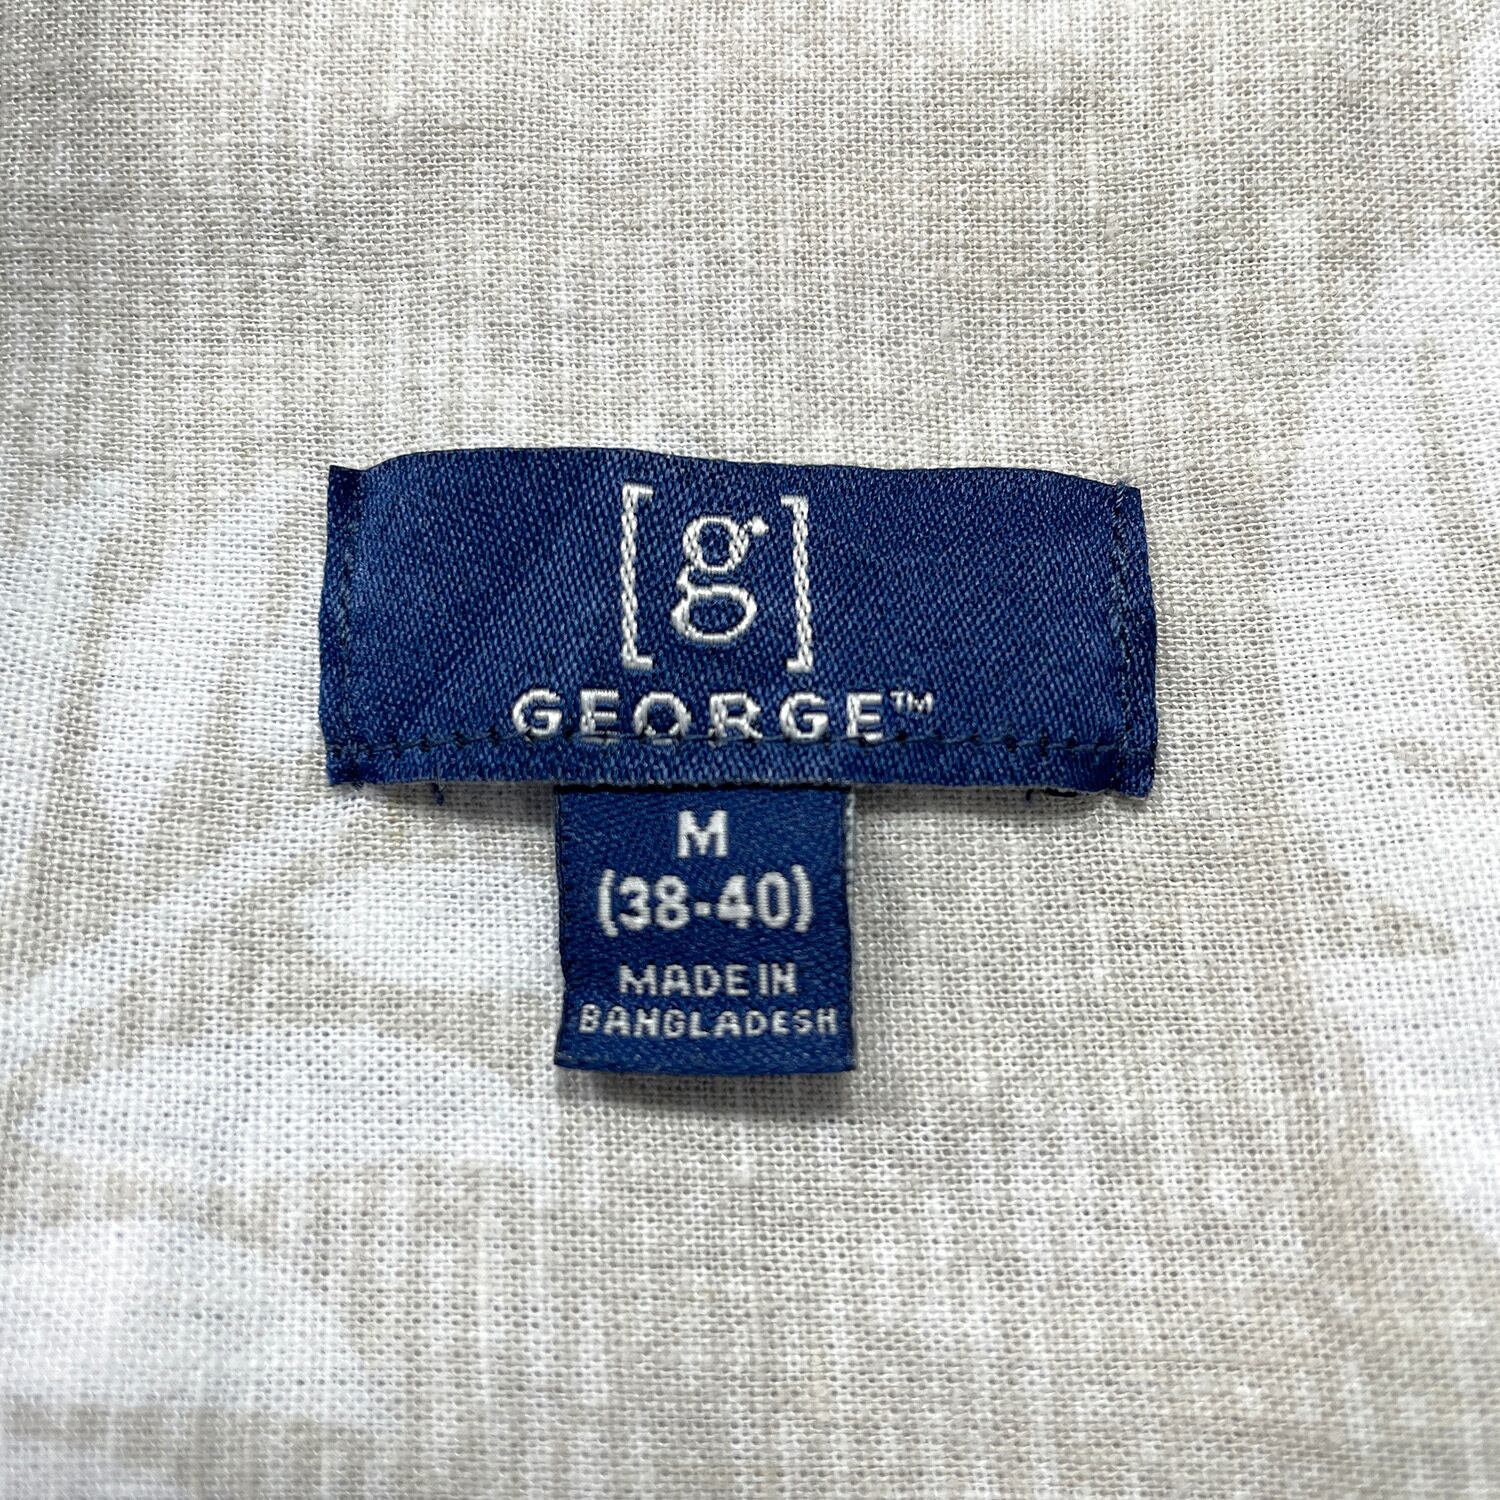 [g]
GEORGE™
M
(38-40)
MADE IN
BANGLADESH